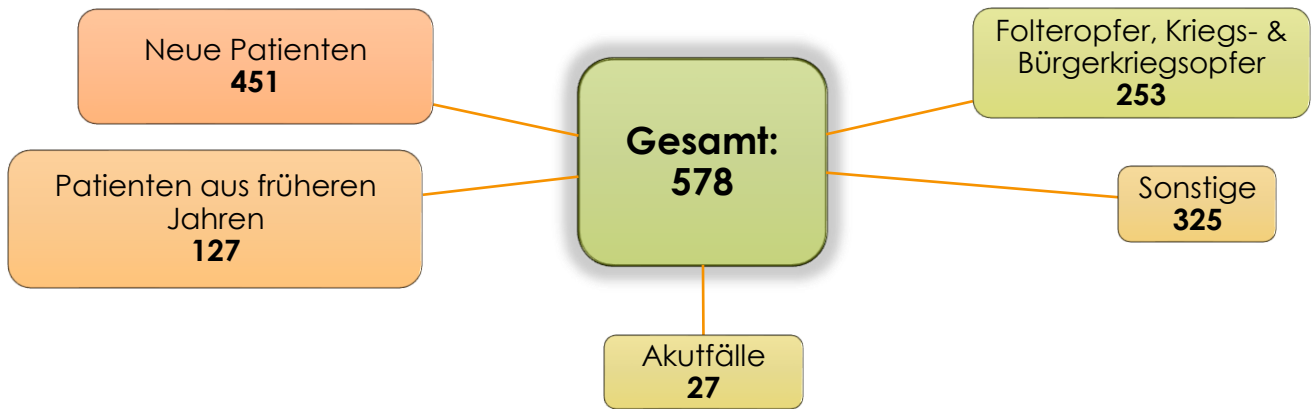 Neue Patienten
451
Patienten aus früheren
Jahren
127
Gesamt:
578
Folteropfer, Kriegs- &
Bürgerkriegsopfer
253
Sonstige
325
Akutfälle
27